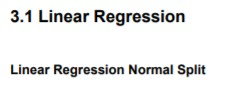 3.1 Linear Regression
Linear Regression Normal Split